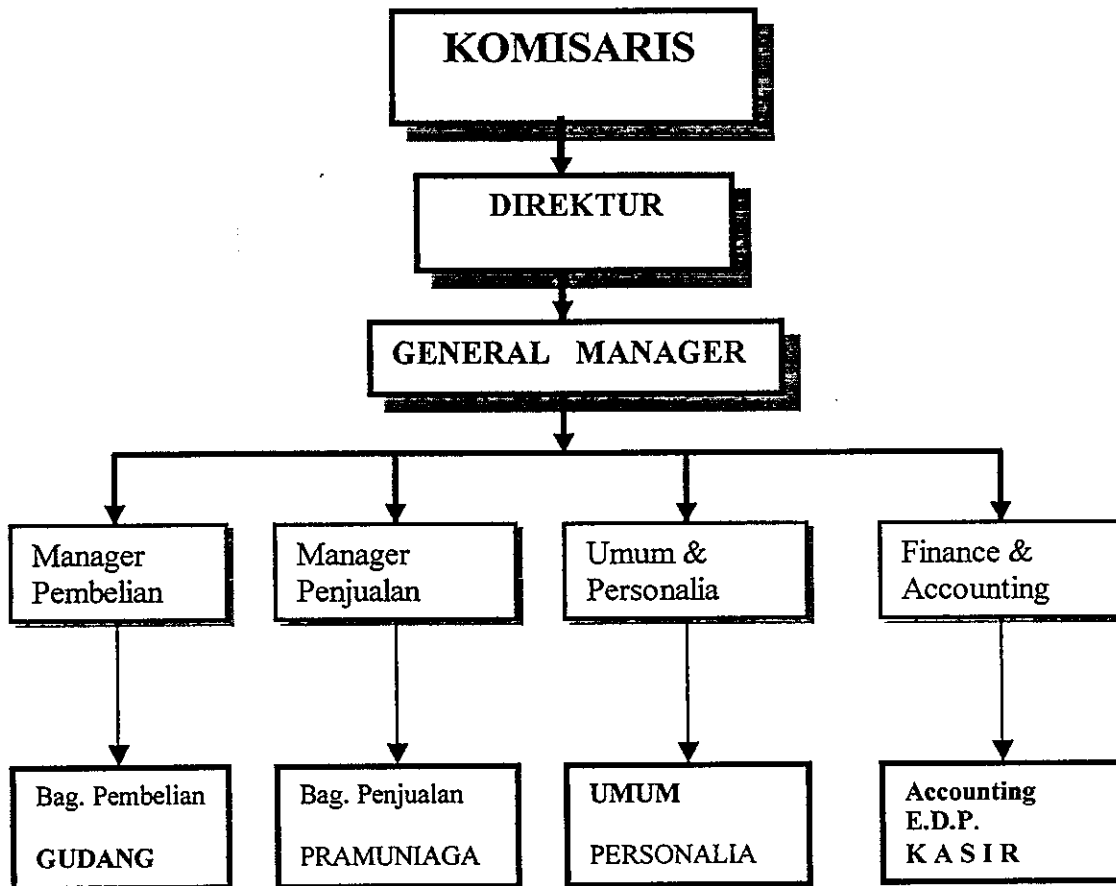 KOMISARIS
DIREKTUR
GENERAL MANAGER
Manager
Pembelian
Manager
Penjualan
Umum &
Personalia
Finance &
Accounting
Bag. Pembelian
GUDANG
Bag. Penjualan
PRAMUNIAGA
UMUM
PERSONALIA
Accounting
E.D.P.
K A S I R